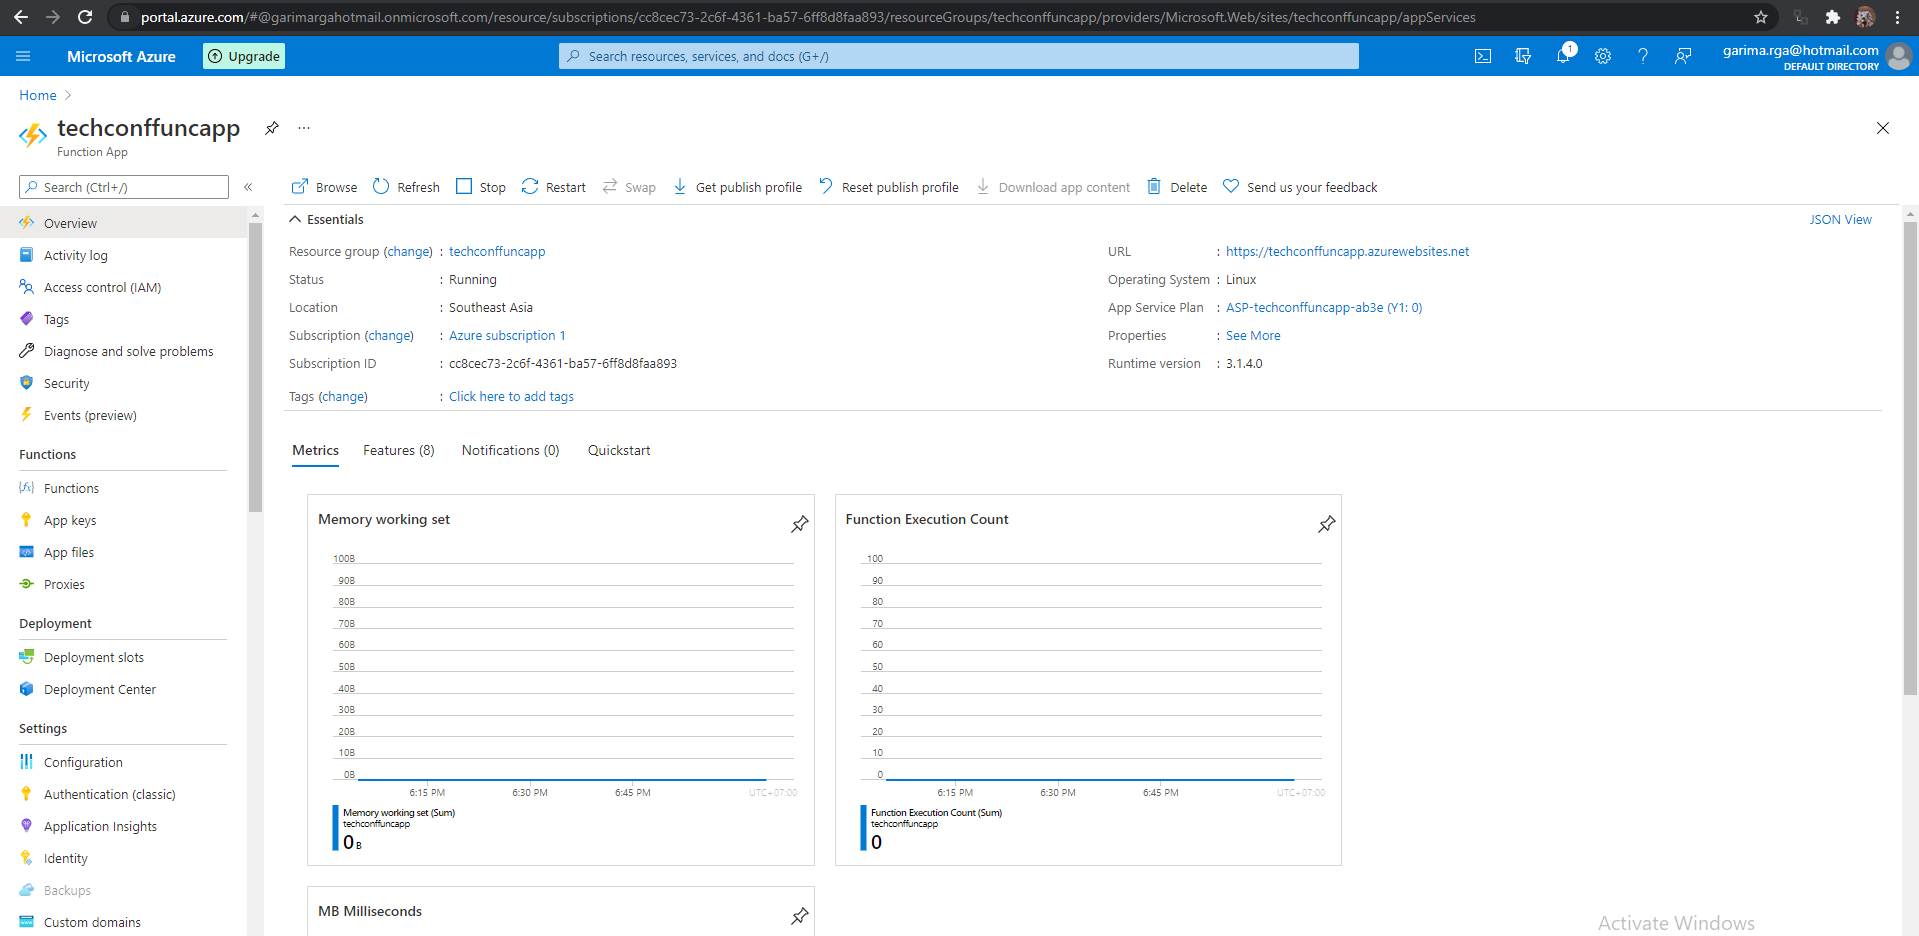 portal.azure.com/#@garimargahotmail.onmicrosoft.com/resource/subscriptions/cc8cec73-2c6f-4361-ba57-6ff8d8faa893/resourceGroups/techconffuncapp/providers/Microsoft.Web/sites/techconffuncapp/appServices
Microsoft Azure
Upgrade
Search resources, services, and docs (G+/)
1
garima.rga@hotmail.com
DEFAULT DIRECTORY
Home
techconffuncapp
Function App
Search (Ctrl+/)
Browse Refresh Stop Restart Swap Get publish profile Reset publish profile Download app content Delete Send us your feedback
Overview
Activity log
Access control (IAM)
Tags
Diagnose and solve problems
Security
Events (preview)
Functions
Functions
App keys
App files
Proxies
Deployment
Deployment slots
Deployment Center
Settings
Configuration
Authentication (classic)
Application Insights
Identity
Backups
Custom domains
Essentials
JSON View
Resource group (change) : techconffuncapp
Status : Running
Location : Southeast Asia
Subscription (change) : Azure subscription 1
Subscription ID : cc8cec73-2c6f-4361-ba57-6ff8d8faa893
Tags (change) : Click here to add tags
URL : https://techconffuncapp.azurewebsites.net
Operating System : Linux
App Service Plan : ASP-techconffuncapp-ab3e (Y1: 0)
Properties : See More
Runtime version : 3.1.4.0
Metrics Features (8) Notifications (0) Quickstart
Memory working set
100B
90B
80B
70B
60B
50B
40B
30B
20B
10B
0B
6:15 PM 6:30 PM 6:45 PM UTC+07:00
Memory working set (Sum)
techconffuncapp
0 B
Function Execution Count
100
90
80
70
60
50
40
30
20
10
0
6:15 PM 6:30 PM 6:45 PM UTC+07:00
Function Execution Count (Sum)
techconffuncapp
0
MB Milliseconds
Activate Windows